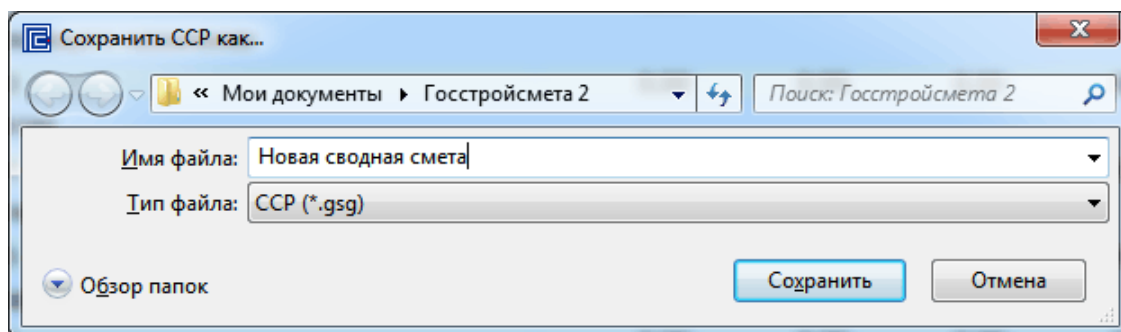 Сохранить ССР как...
« Мои документы Госстройсмета 2 Поиск: Госстройсмета 2
Имя файла: Новая сводная смета
Тип файла: ССР (*.gsg)
Обзор папок Сохранить Отмена